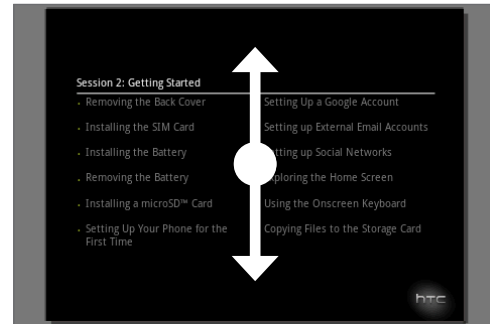 Session 2: Getting Started
Removing the Back Cover
Installing the SIM Card
Installing the Battery
Removing the Battery
Installing a microSD™ Card
Setting Up Your Phone for the
First Time
Setting Up a Google Account
Setting up External Email Accounts
up Social Networks
the Home Screen
Using the Onscreen Keyboard
Copying Files to the Storage Card
hTC